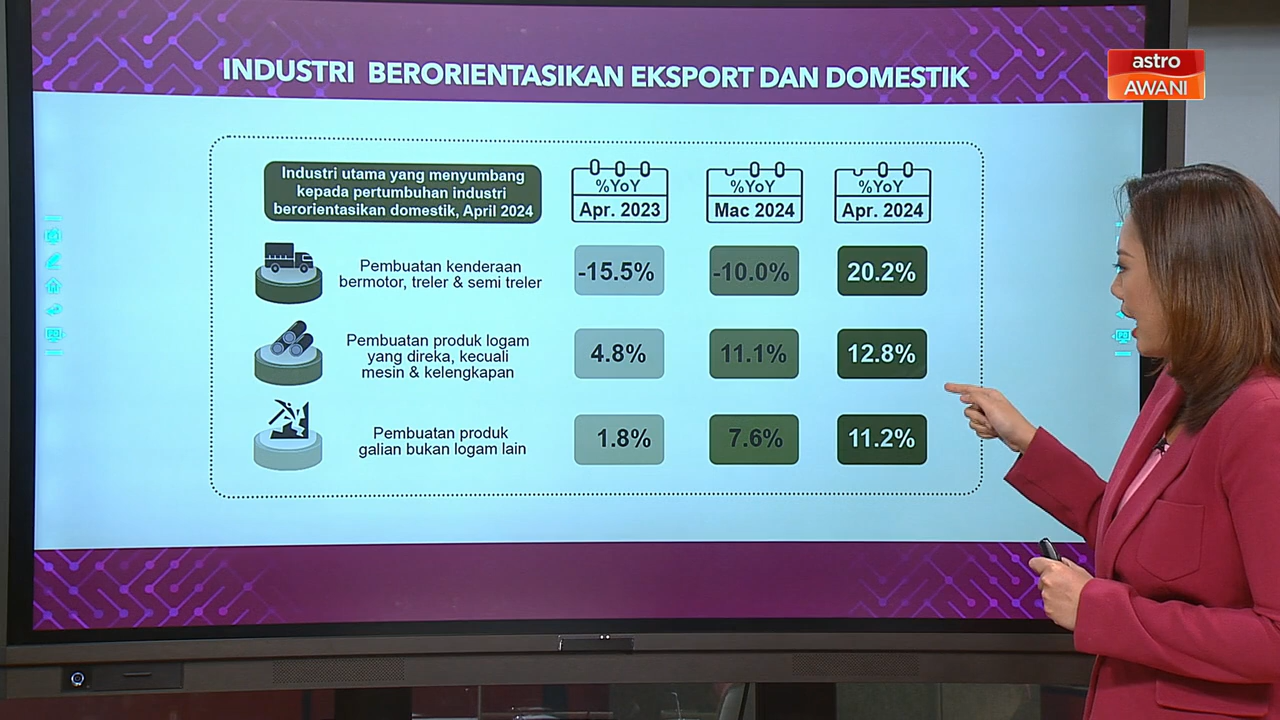 INDUSTRI BERORIENTASIKAN EKSPORT DAN DOMESTIK
astro
AWANI
Industri utama yang menyumbang
kepada pertumbuhan industri
berorientasikan domestik, April 2024
%YoY
Apr. 2023
%YoY
Mac 2024
%YoY
Apr. 2024
Pembuatan kenderaan
bermotor, treler & semi treler
-15.5%
-10.0%
20.2%
Pembuatan produk logam
yang direka, kecuali
mesin & kelengkapan
4.8%
11.1%
12.8%
Pembuatan produk
galian bukan logam lain
1.8%
7.6%
11.2%